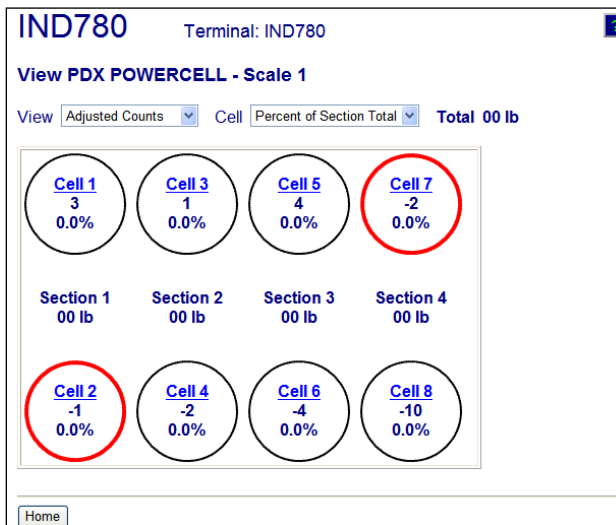 IND780 Terminal: IND780 ?
View PDX POWERCELL - Scale 1
View Adjusted Counts Cell Percent of Section Total Total 00 lb
Cell 1 Cell 3 Cell 5 Cell 7
3 1 4 -2
0.0% 0.0% 0.0% 0.0%
Section 1 Section 2 Section 3 Section 4
00 lb 00 lb 00 lb 00 lb
Cell 2 Cell 4 Cell 6 Cell 8
-1 -2 -4 -10
0.0% 0.0% 0.0% 0.0%
Home